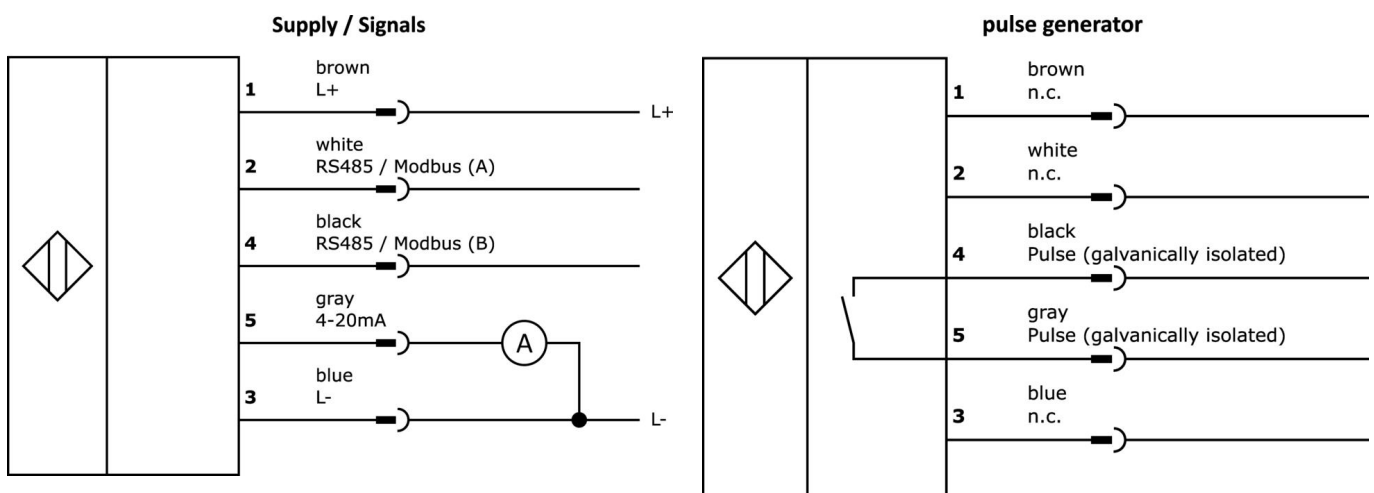 Supply / Signals
brown
1 L+
L+
white
2 RS485 / Modbus (A)
black
4 RS485 / Modbus (B)
gray
5 4-20mA
A
blue
3 L-
L-
pulse generator
brown
1 n.c.
white
2 n.c.
black
4 Pulse (galvanically isolated)
gray
5 Pulse (galvanically isolated)
blue
3 n.c.